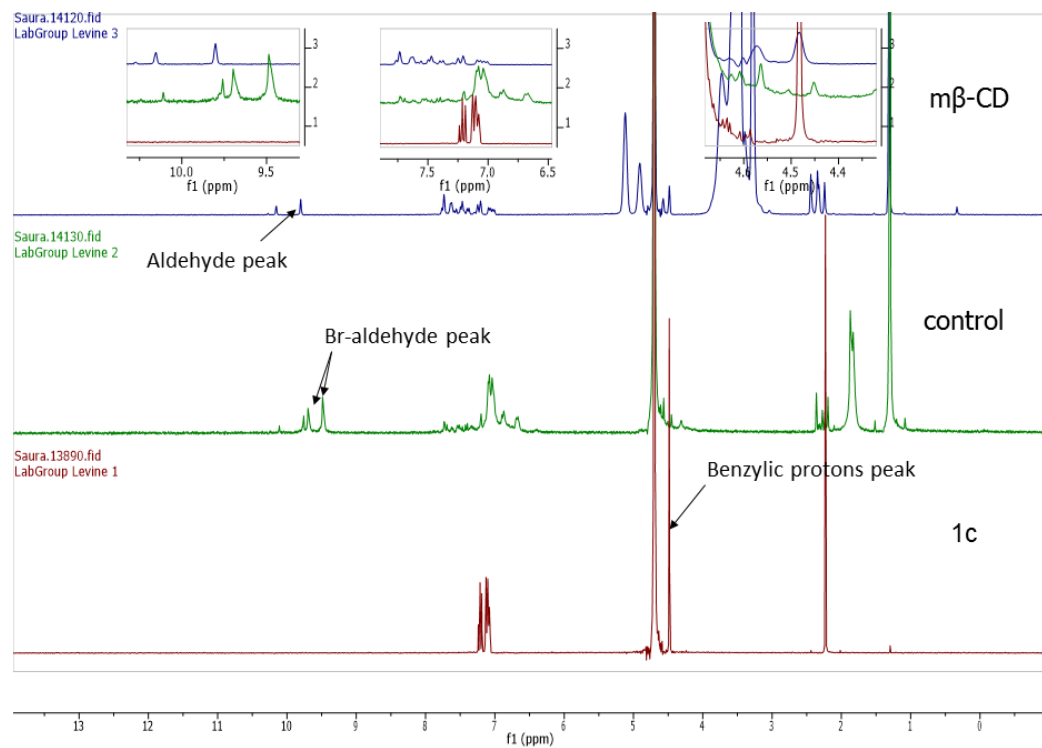 Saura.14120.fid
LabGroup Levine 3
3
2
1
10.0
9.5
f1 (ppm)
3
2
1
7.5
7.0
6.5
f1 (ppm)
3
2
1
4.6
4.5
4.4
f1 (ppm)
mβ-CD
Saura.14130.fid
LabGroup Levine 2
Aldehyde peak
Br-aldehyde peak
control
Saura.13890.fid
LabGroup Levine 1
Benzylic protons peak
1c
13 12 11 10 9 8 7 6 5 4 3 2 1 0
f1 (ppm)